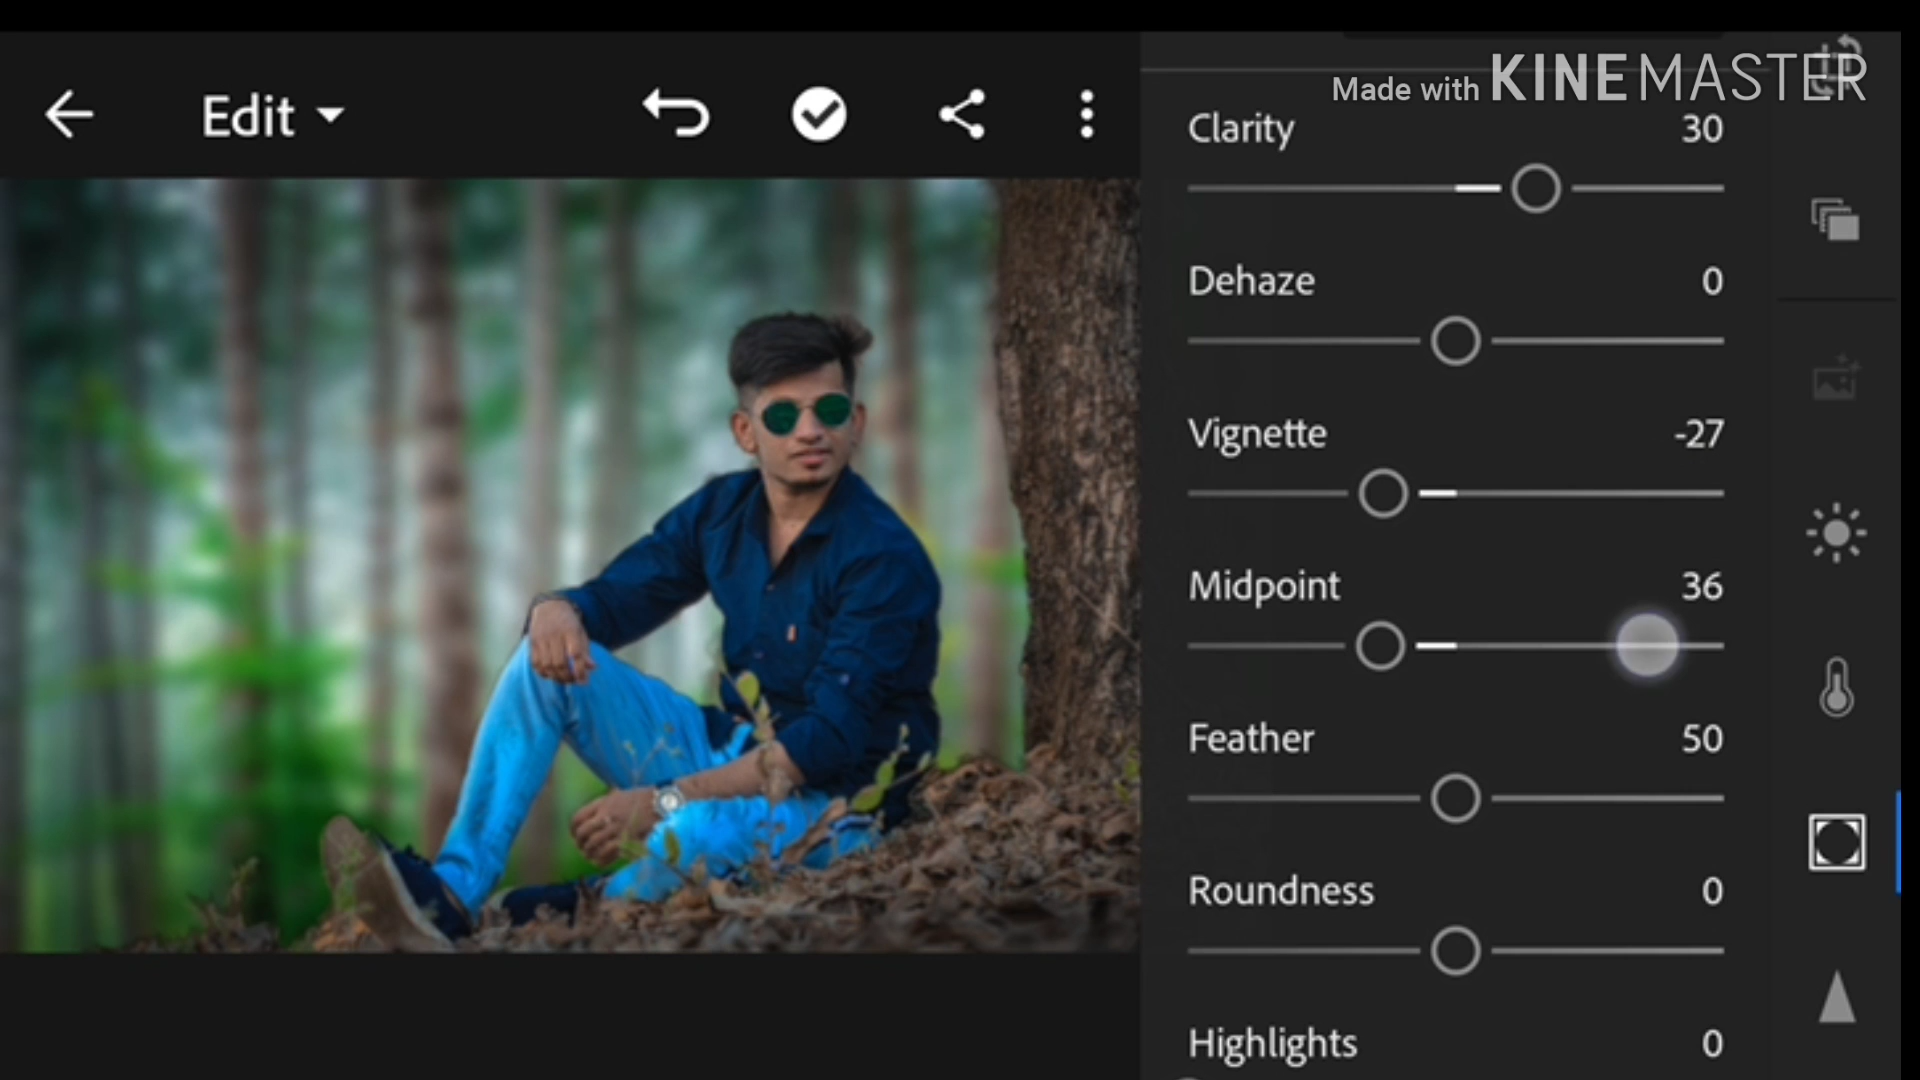 Made with KINEMASTER
Edit
Clarity 30
Dehaze 0
Vignette -27
Midpoint 36
Feather 50
Roundness 0
Highlights 0